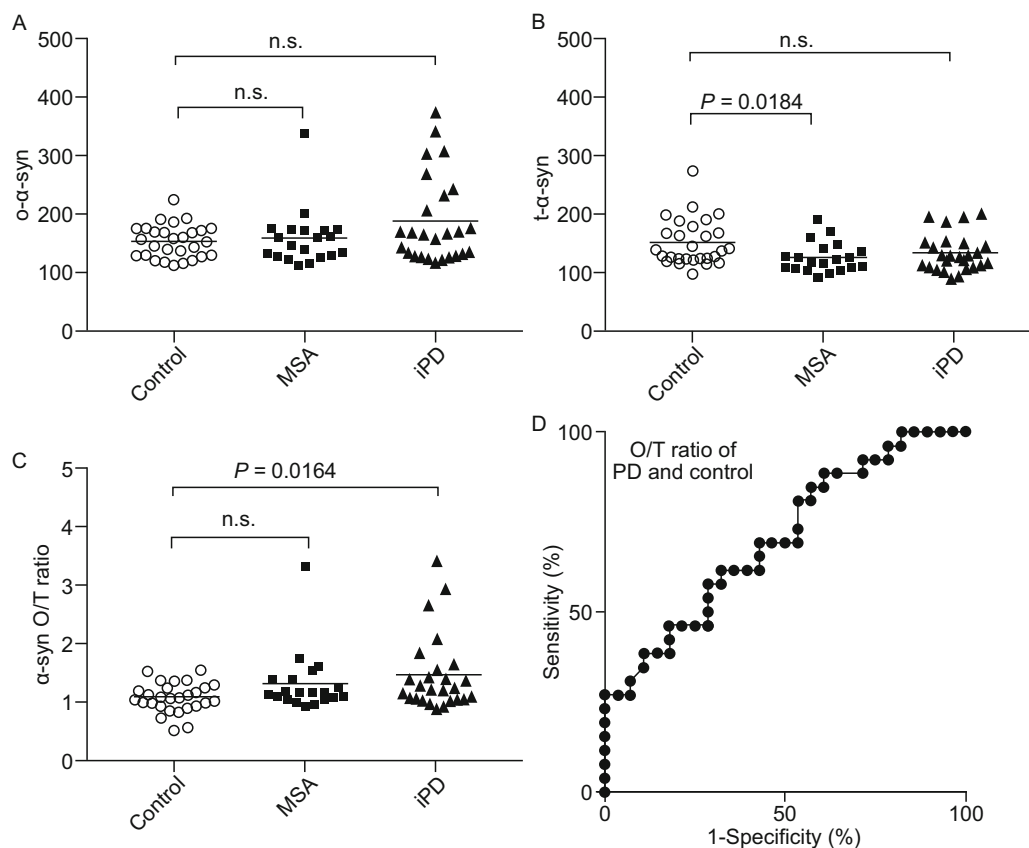 A
500
400
300
200
100
0
o-α-syn
n.s.
n.s.
Control
MSA
iPD
B
500
400
300
200
100
0
t-α-syn
n.s.
P = 0.0184
Control
MSA
iPD
C
5
4
3
2
1
0
α-syn O/T ratio
P = 0.0164
n.s.
Control
MSA
iPD
D
O/T ratio of
PD and control
100
50
0
Sensitivity (%)
0
50
100
1-Specificity (%)